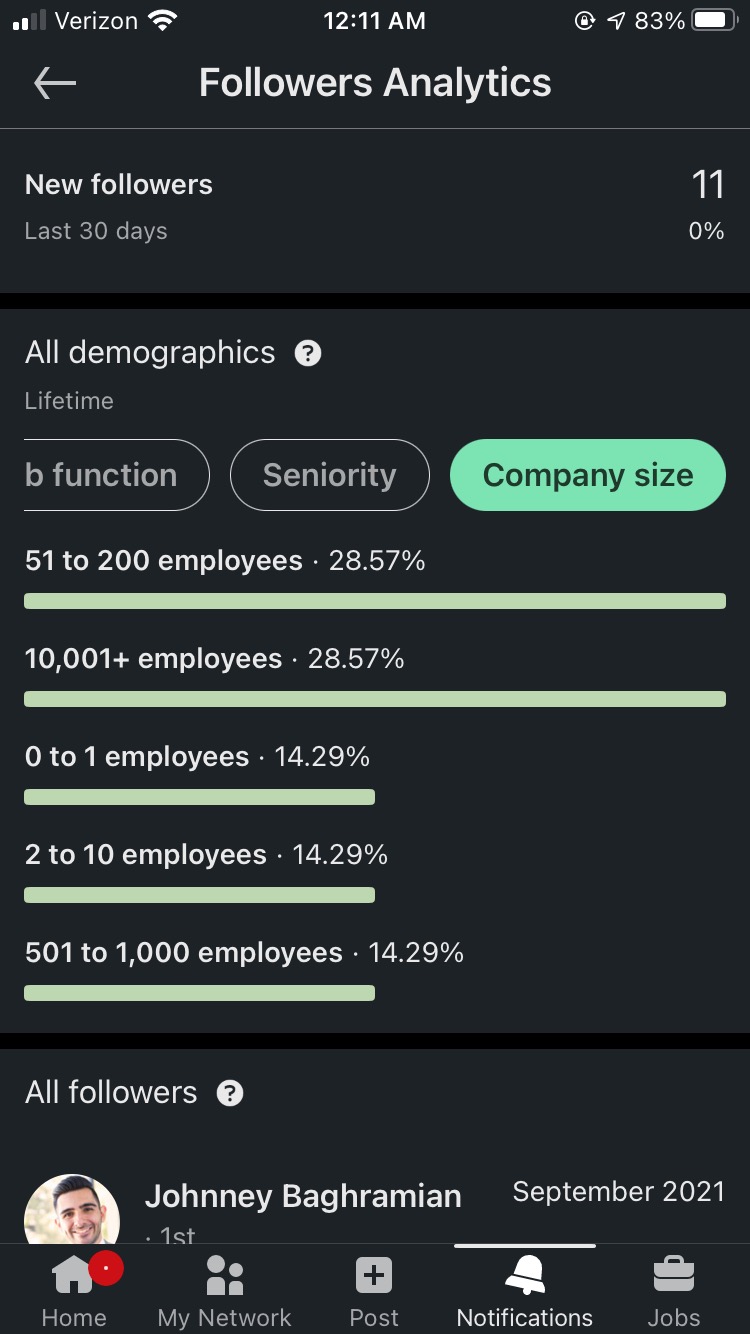 Verizon 12:11 AM 83%
Followers Analytics
New followers 11
Last 30 days 0%
All demographics ?
Lifetime
b function Seniority Company size
51 to 200 employees · 28.57%
10,001+ employees · 28.57%
0 to 1 employees · 14.29%
2 to 10 employees · 14.29%
501 to 1,000 employees · 14.29%
All followers ?
Johnney Baghramian September 2021
· 1st
Home My Network Post Notifications Jobs